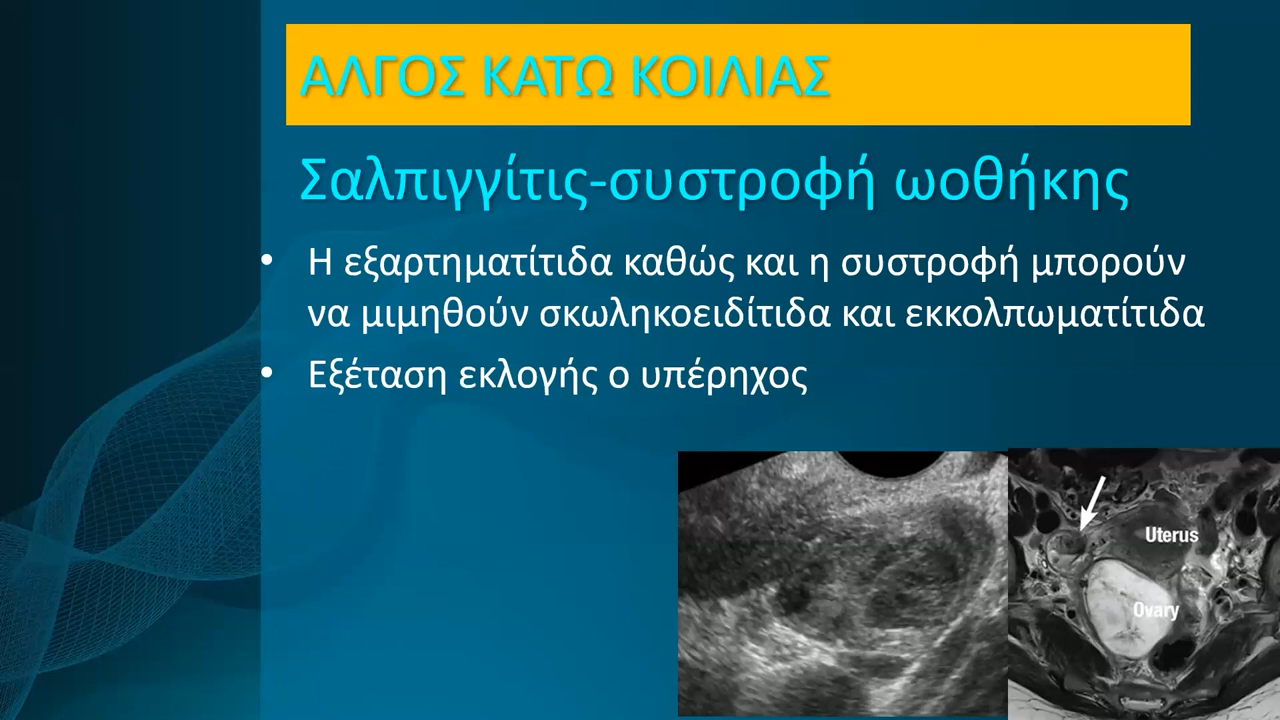 ΑΛΓΟΣ ΚΑΤΩ ΚΟΙΛΙΑΣ
Σαλπιγγίτις-συστροφή ωοθήκης
• Η εξαρτηματίτιδα καθώς και η συστροφή μπορούν
να μιμηθούν σκωληκοειδίτιδα και εκκολπωματίτιδα
• Εξέταση εκλογής ο υπέρηχος
Uterus
Ovary